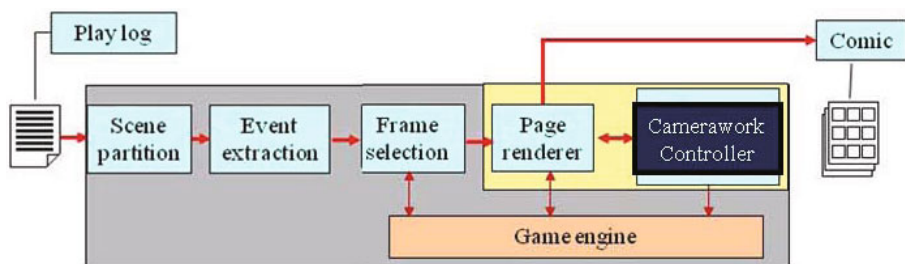 Play log
Comic
Scene
partition
Event
extraction
Frame
selection
Page
renderer
Camerawork
Controller
Game engine